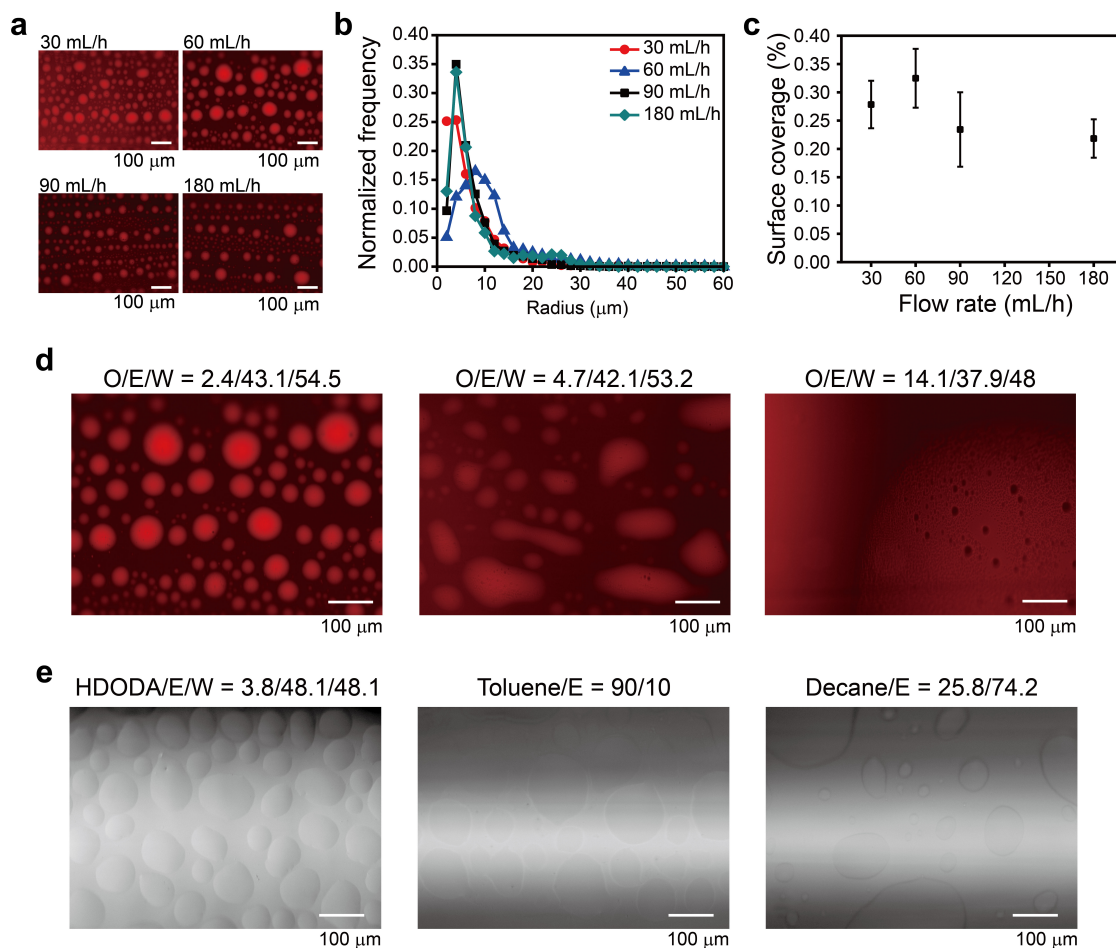 a
30 mL/h
60 mL/h
100 μm
100 μm
90 mL/h
180 mL/h
100 μm
100 μm
b
Normalized frequency
0.40
0.35
0.30
0.25
0.20
0.15
0.10
0.05
0.00
30 mL/h
60 mL/h
90 mL/h
180 mL/h
0 10 20 30 40 50 60
Radius (μm)
c
Surface coverage (%)
0.40
0.35
0.30
0.25
0.20
0.15
0.10
0.05
0.00
30 60 90 120 150 180
Flow rate (mL/h)
d
O/E/W = 2.4/43.1/54.5
O/E/W = 4.7/42.1/53.2
O/E/W = 14.1/37.9/48
100 μm
100 μm
100 μm
e
HDODA/E/W = 3.8/48.1/48.1
Toluene/E = 90/10
Decane/E = 25.8/74.2
100 μm
100 μm
100 μm